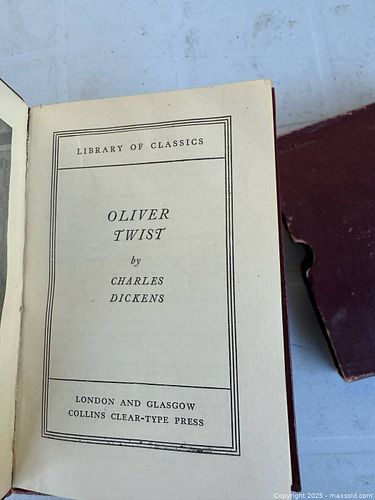 LIBRARY OF CLASSICS
OLIVER
TWIST
by
CHARLES
DICKENS
LONDON AND GLASGOW
COLLINS CLEAR-TYPE PRESS
Copyright 2025 - maxsold.com